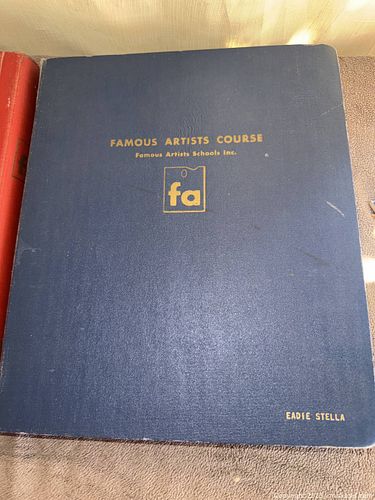 FAMOUS ARTISTS COURSE
Famous Artists Schools Inc.
fa
EADIE STELLA